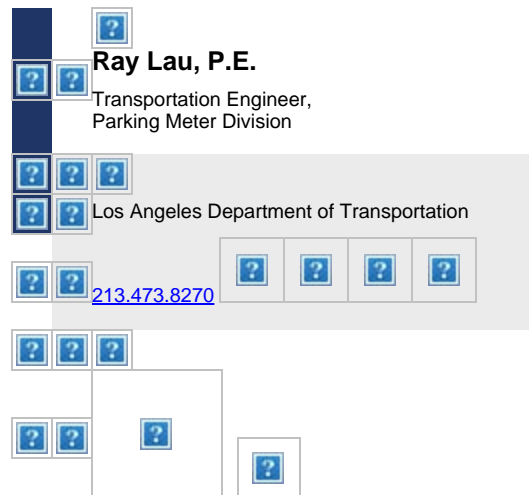 Ray Lau, P.E.
Transportation Engineer,
Parking Meter Division
Los Angeles Department of Transportation
213.473.8270